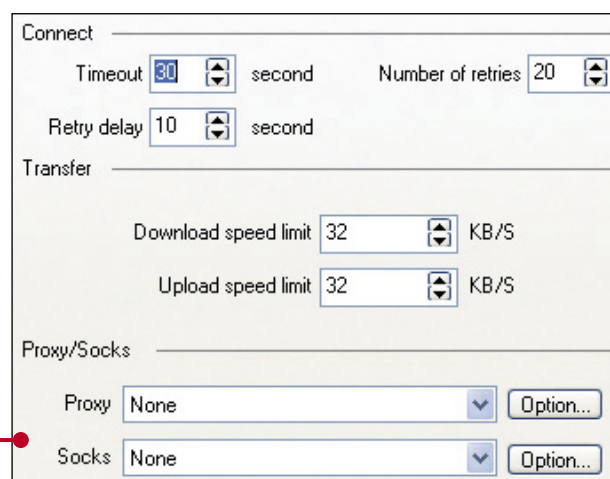 Connect
Timeout 30 second Number of retries 20
Retry delay 10 second
Transfer
Download speed limit 32 KB/S
Upload speed limit 32 KB/S
Proxy/Socks
Proxy None Option...
Socks None Option...